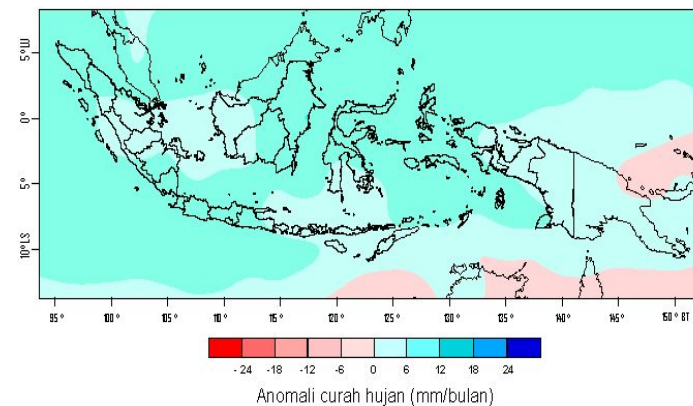 5 °LU
0 °
5 °
10 °LS
95 °
100 °
105 °
110 °
115 °
120 °
125 °
130 °
135 °
140 °
145 °
150 ° BT
-24 -18 -12 -6 0 6 12 18 24
Anomali curah hujan (mm/bulan)